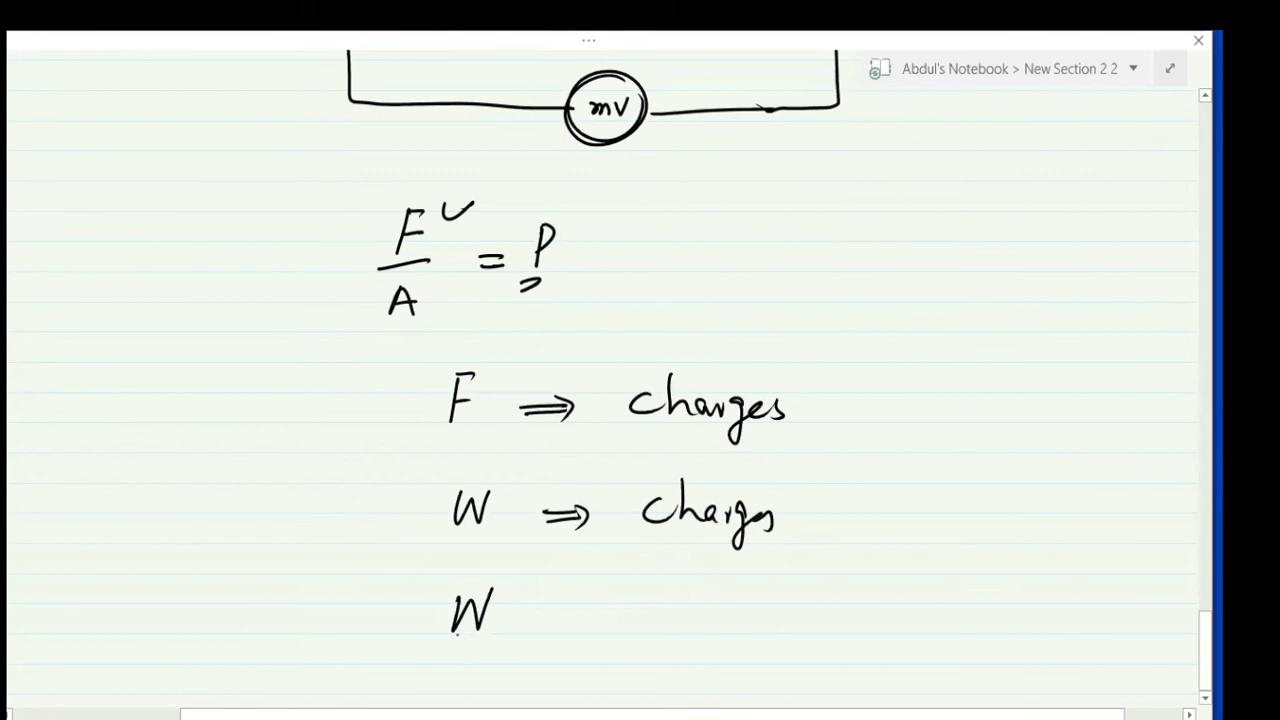 ...
Abdul's Notebook > New Section 2 2
mV
F
— = P
A
F ⇒ charges
W ⇒ charges
W